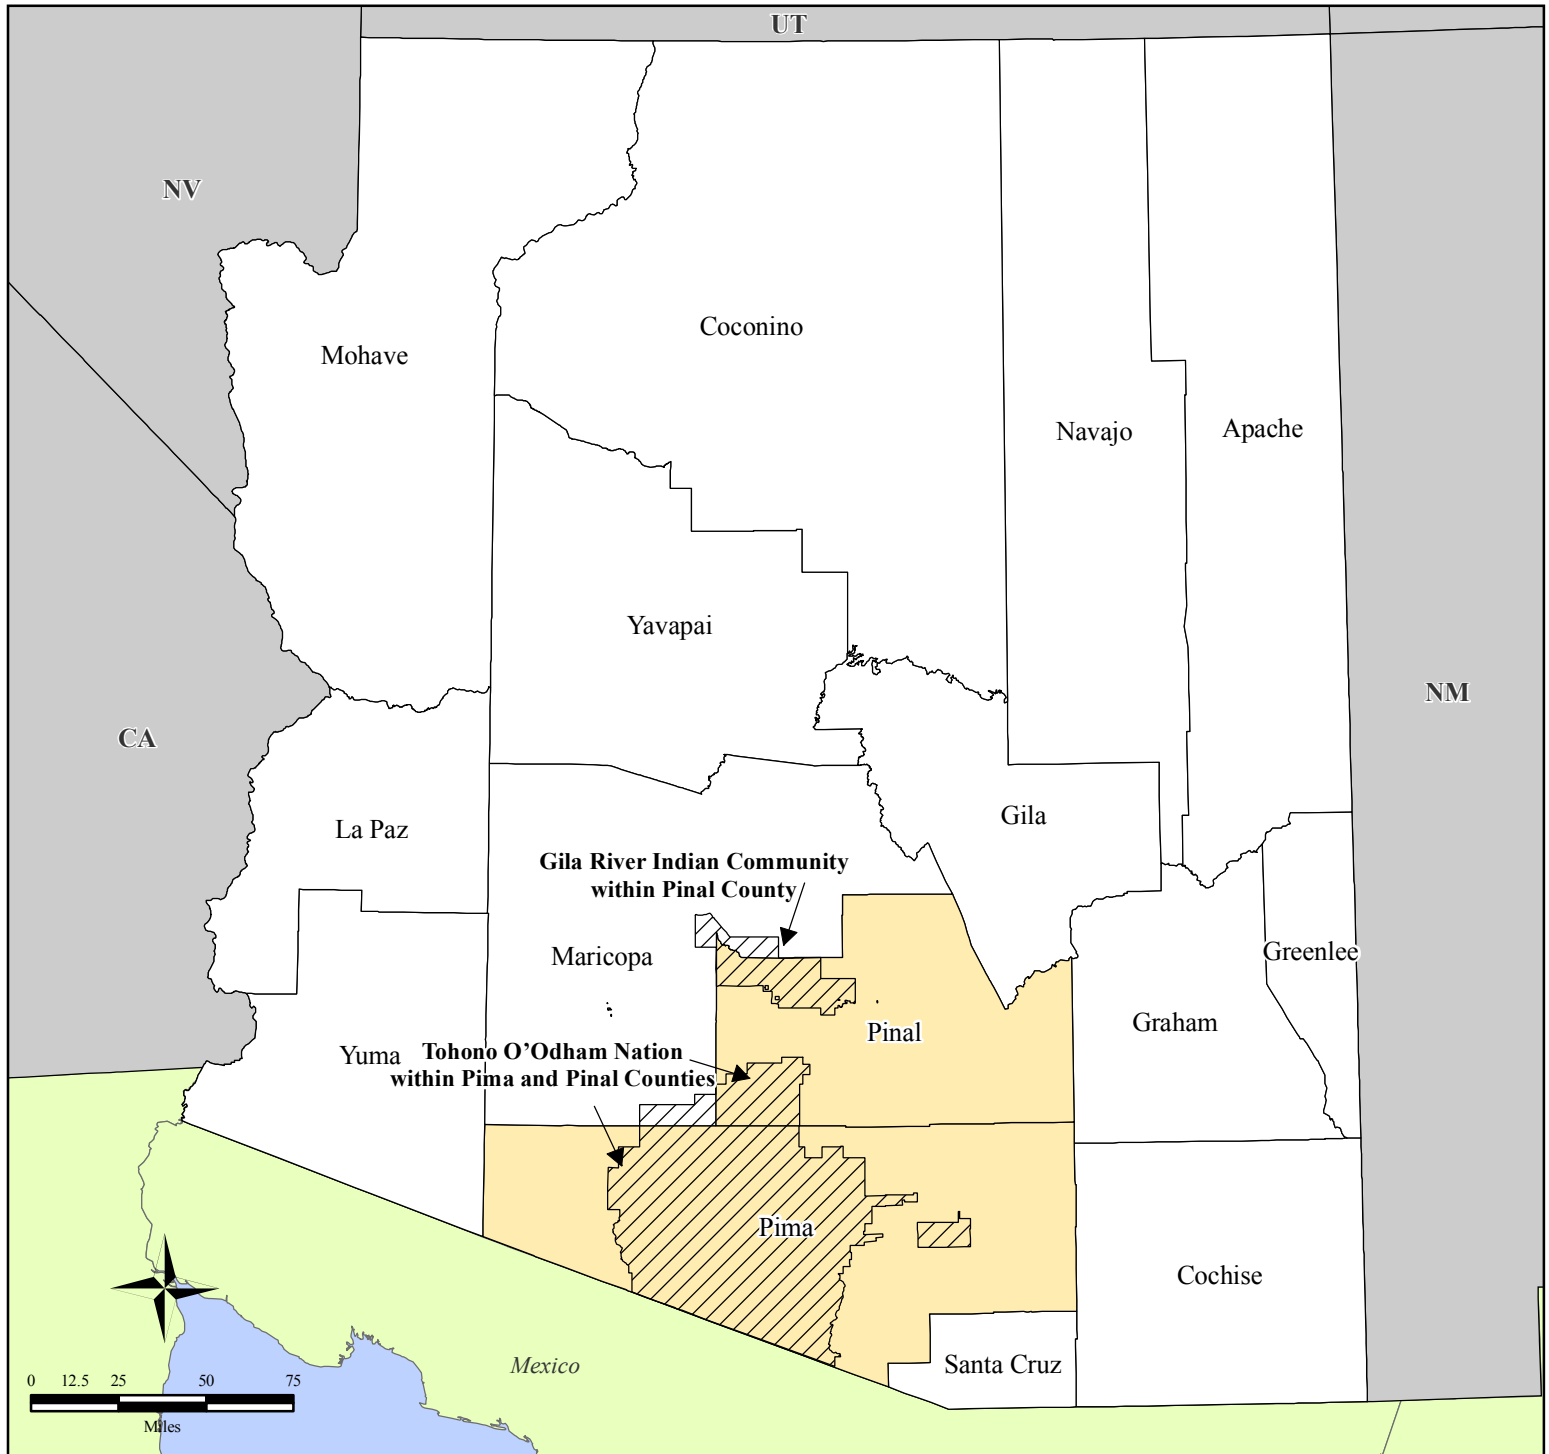 UT
NV
Coconino
Mohave
Navajo
Apache
Yavapai
NM
CA
Gila
La Paz
Gila River Indian Community
within Pinal County
Greenlee
Maricopa
Graham
Pinal
Yuma
Tohono O’Odham Nation
within Pima and Pinal Counties
Pima
Cochise
Santa Cruz
Mexico
0 12.5 25 50 75
Miles